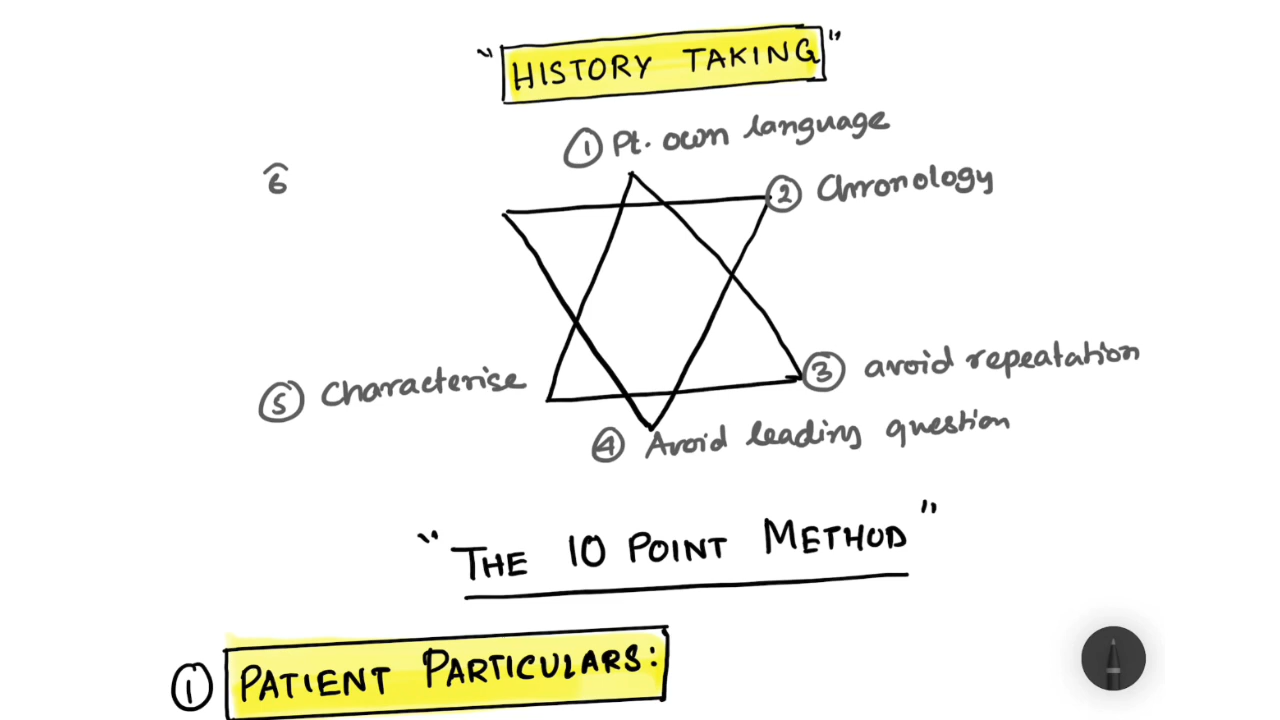 "HISTORY TAKING"
① Pt. own language
② Chronology
③ avoid repeatation
④ Avoid leading question
⑤ characterise
6
"THE 10 POINT METHOD"
① PATIENT PARTICULARS: